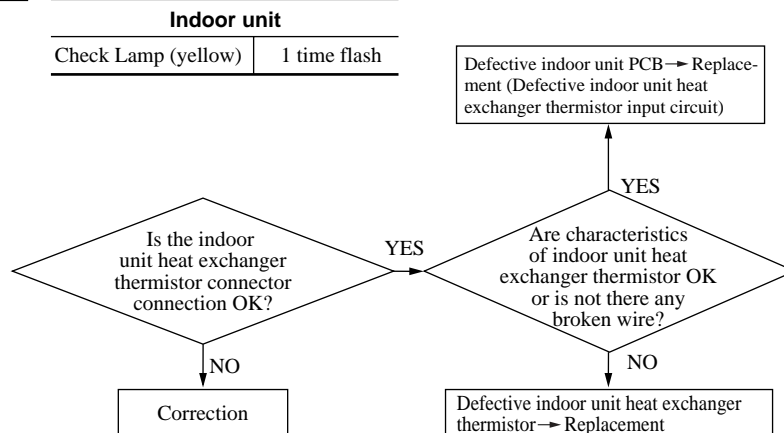 Indoor unit
Check Lamp (yellow) 1 time flash
Defective indoor unit PCB→Replace-
ment (Defective indoor unit heat
exchanger thermistor input circuit)
YES
Is the indoor
unit heat exchanger
thermistor connector
connection OK?
YES
Are characteristics
of indoor unit heat
exchanger thermistor OK
or is not there any
broken wire?
NO
NO
Correction
Defective indoor unit heat exchanger
thermistor→Replacement